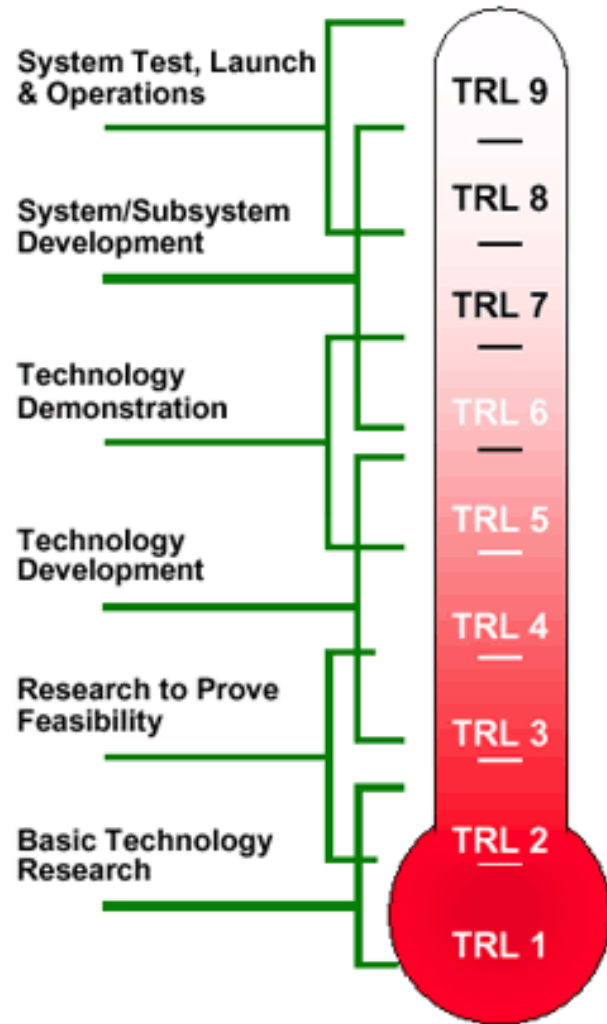 System Test, Launch
& Operations
System/Subsystem
Development
Technology
Demonstration
Technology
Development
Research to Prove
Feasibility
Basic Technology
Research
TRL 9
TRL 8
TRL 7
TRL 6
TRL 5
TRL 4
TRL 3
TRL 2
TRL 1